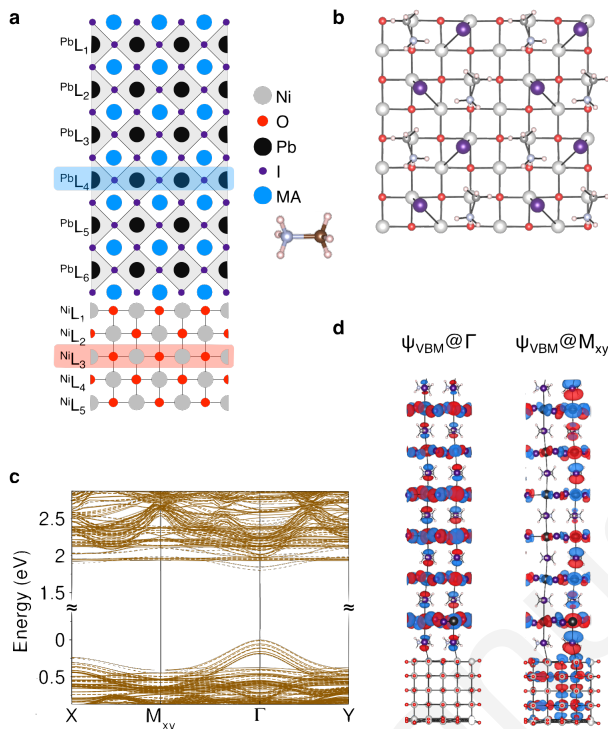 a
PbL1
PbL2
PbL3
PbL4
PbL5
PbL6
NiL1
NiL2
NiL3
NiL4
NiL5
Ni
O
Pb
I
MA
b
c
Energy (eV)
2.5
2
1.5
≈
≈
0
0.5
X
Mxy
Γ
Y
d
ψVBM@Γ
ψVBM@Mxy